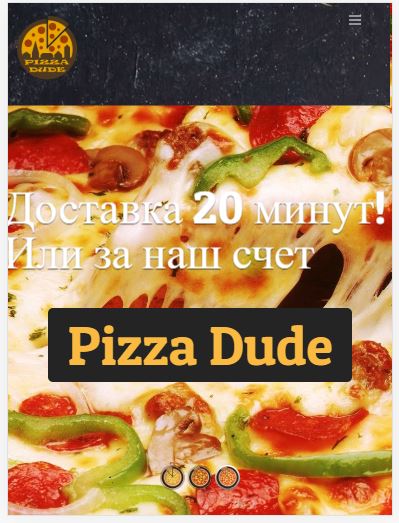 PIZZA
DUDE
Доставка 20 минут!
Или за наш счет
Pizza Dude